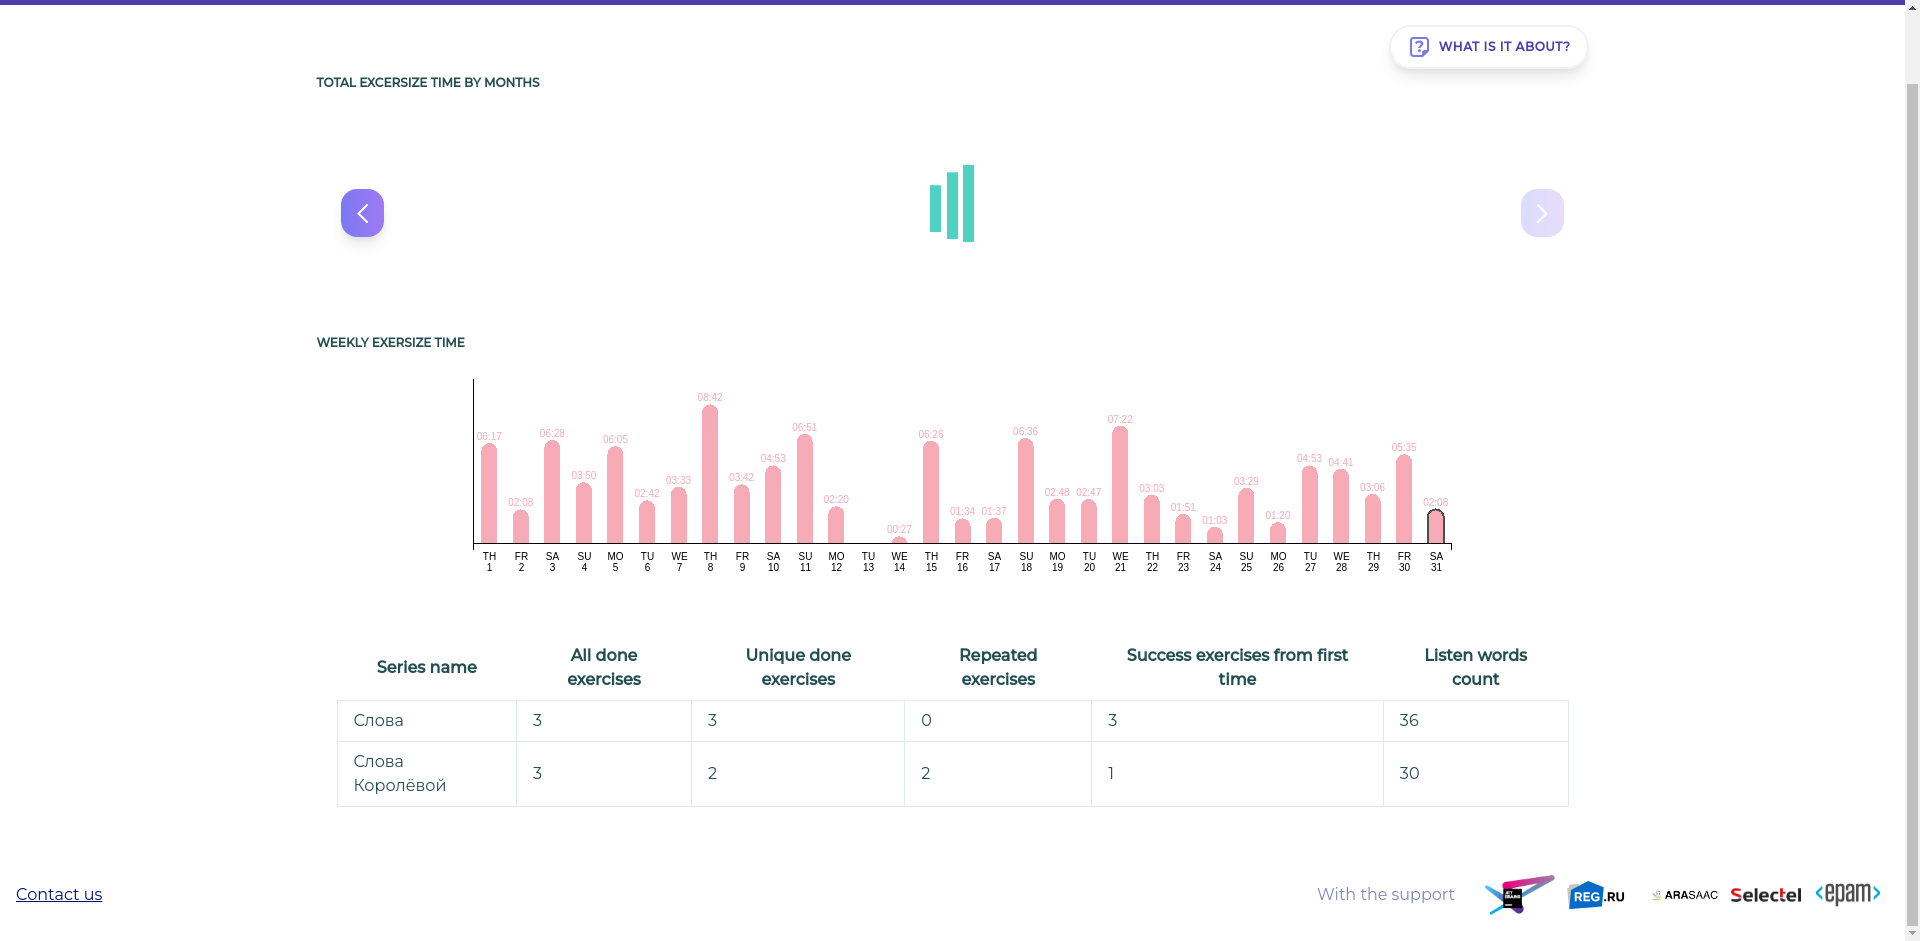 WHAT IS IT ABOUT?
TOTAL EXCERSIZE TIME BY MONTHS
WEEKLY EXERSIZE TIME
06:17 02:08 06:28 03:50 06:05 02:42 03:33 08:42 03:42 04:53 06:51 02:20 00:27 06:26 01:34 01:37 06:36 02:48 02:47 07:22 03:03 01:51 01:03 03:29 01:20 04:53 04:41 03:06 05:35 02:08
TH FR SA SU MO TU WE TH FR SA SU MO TU WE TH FR SA SU MO TU WE TH FR SA SU MO TU WE TH FR SA
1 2 3 4 5 6 7 8 9 10 11 12 13 14 15 16 17 18 19 20 21 22 23 24 25 26 27 28 29 30 31
Series name
All done
exercises
Unique done
exercises
Repeated
exercises
Success exercises from first
time
Listen words
count
Слова 3 3 0 3 36
Слова
Королёвой
3 2 2 1 30
Contact us
With the support
REG.RU
ARASAAC
Selectel
<epam>